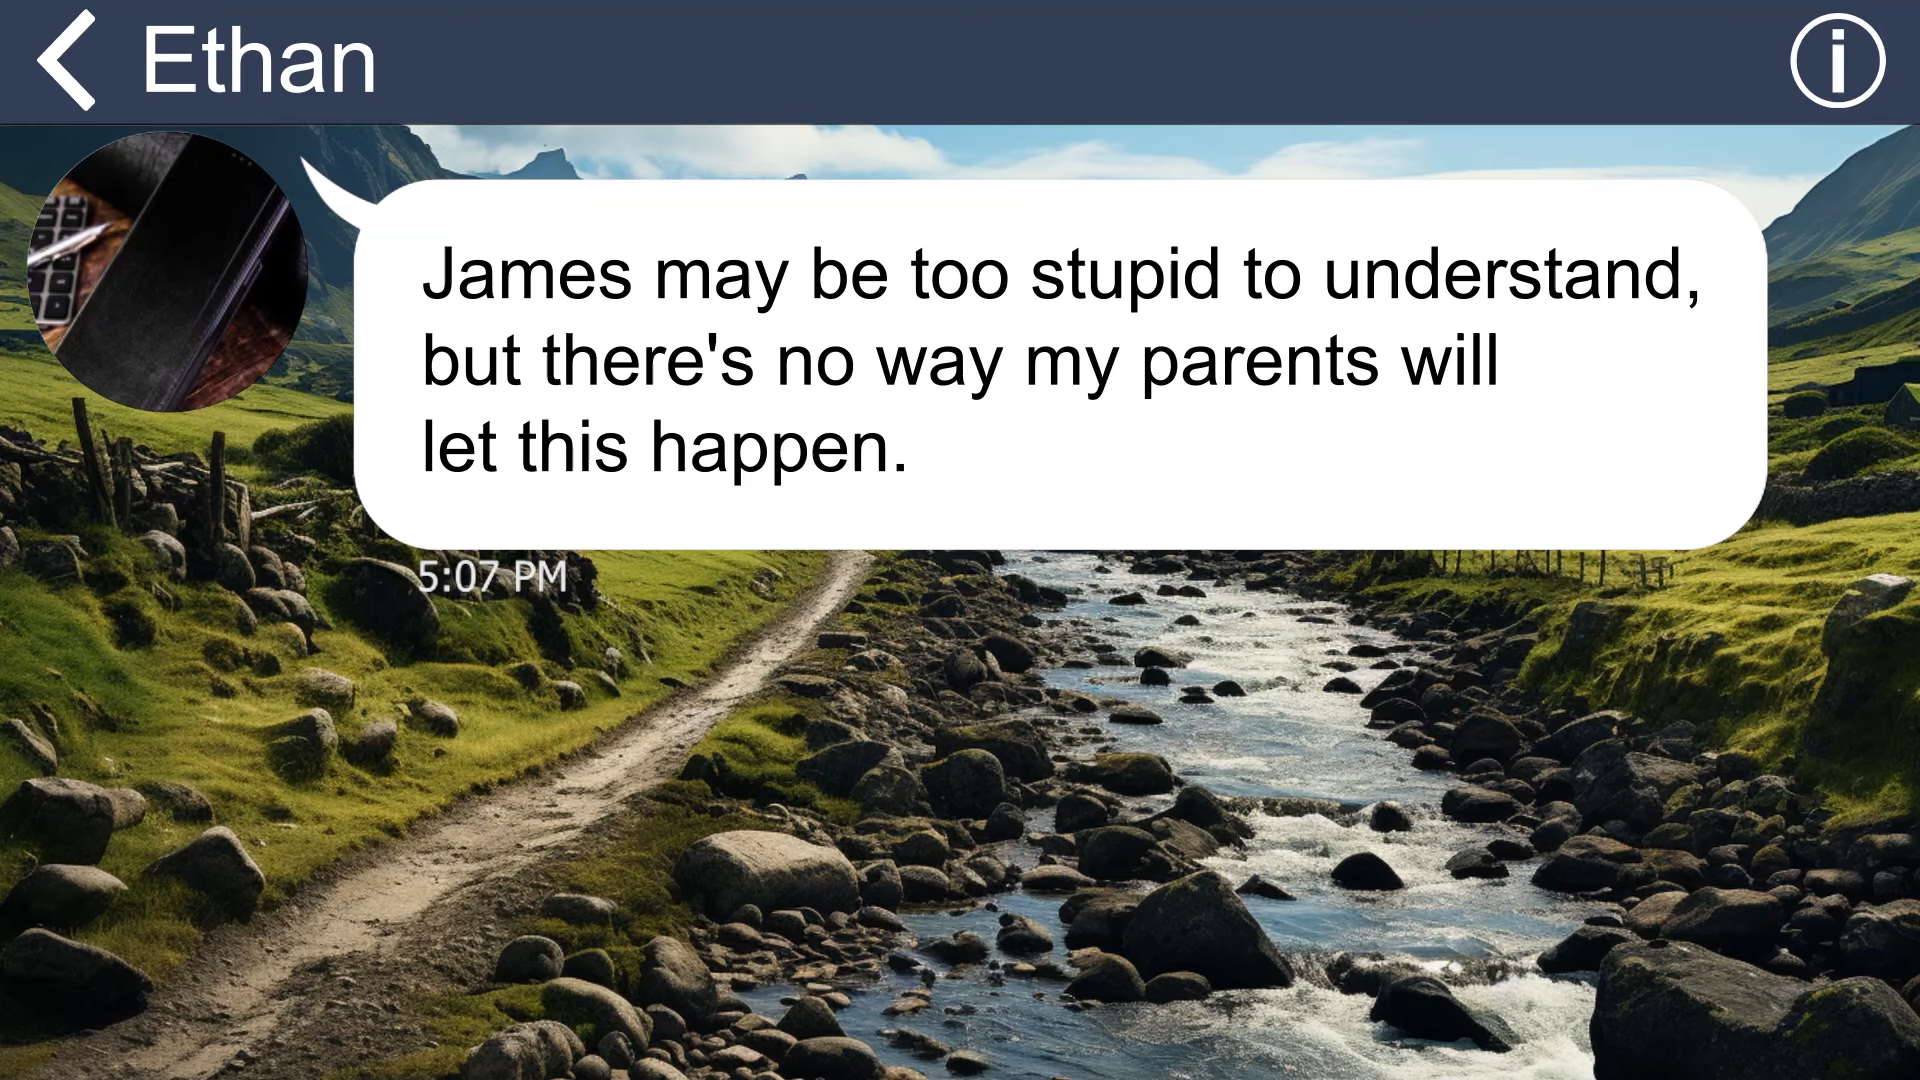 Ethan
James may be too stupid to understand,
but there's no way my parents will
let this happen.
5:07 PM